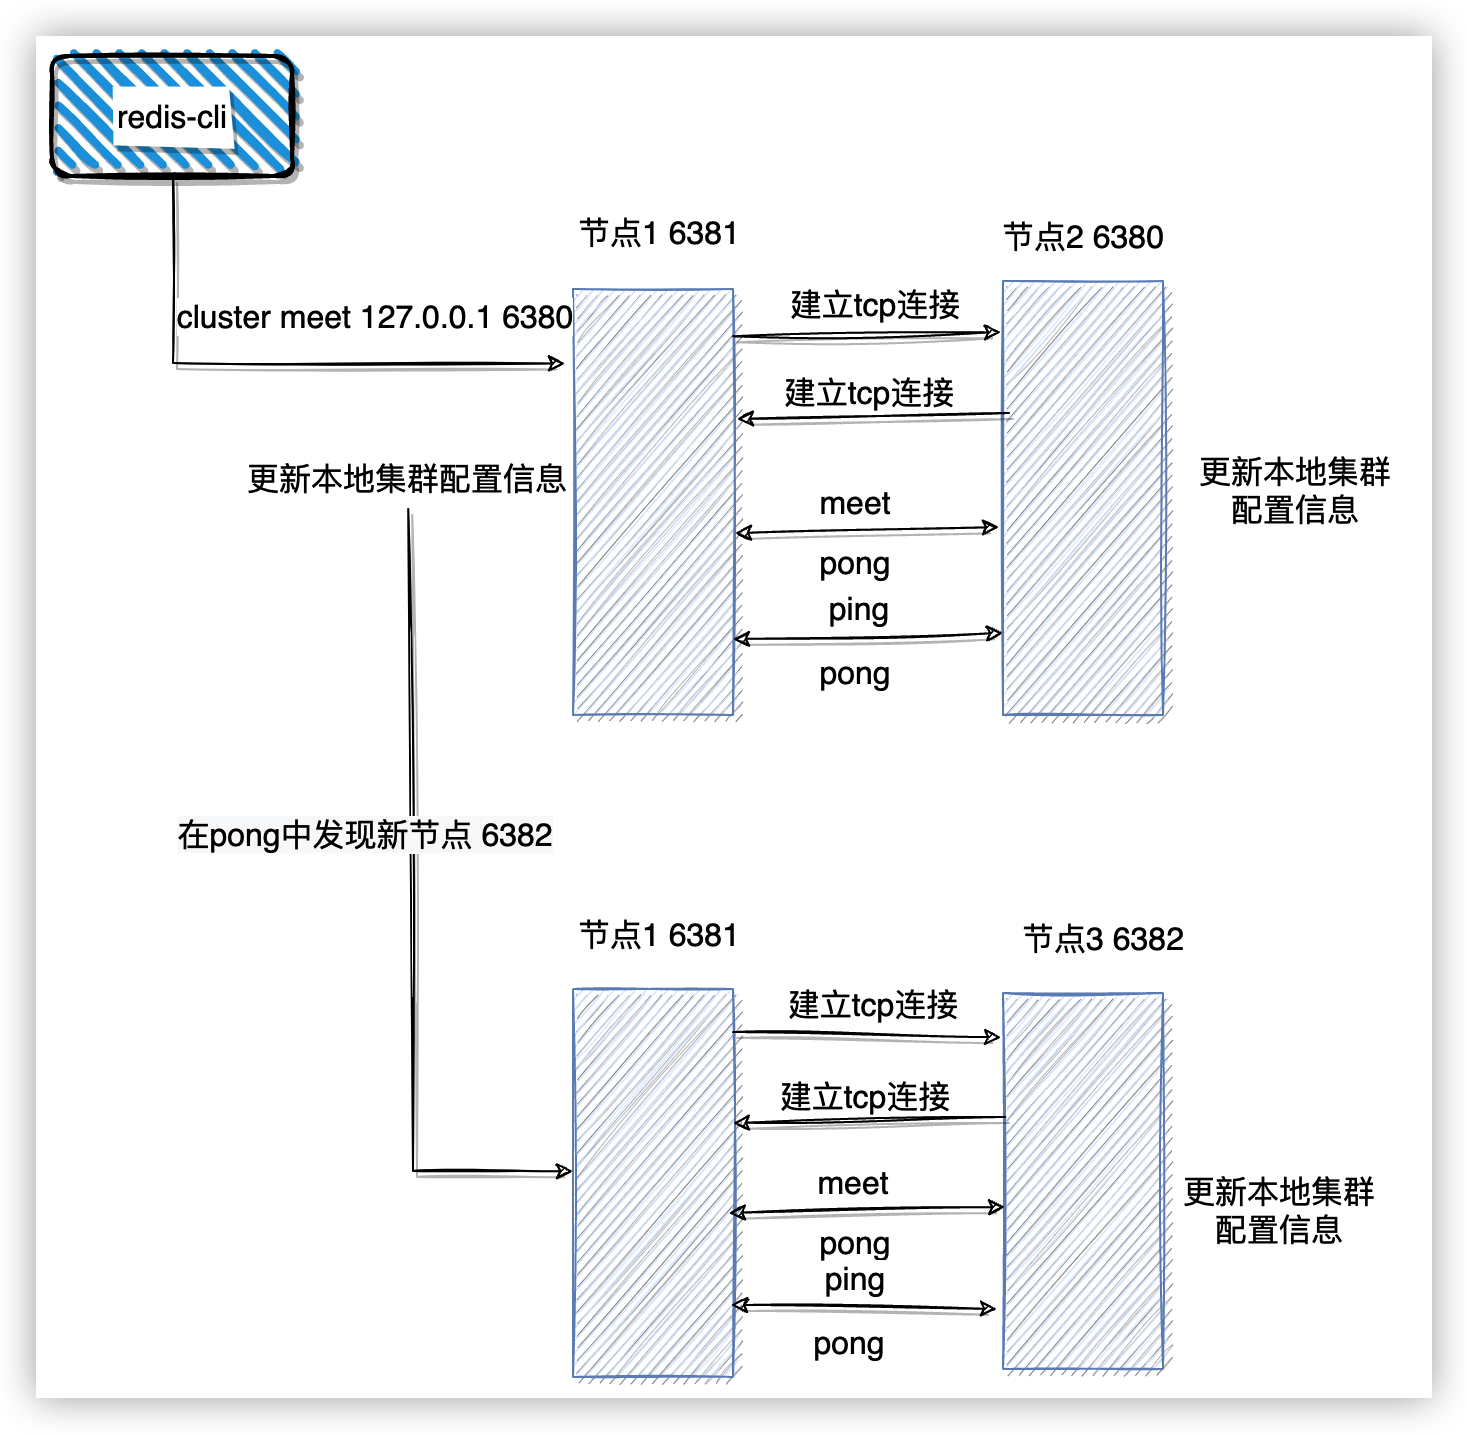 redis-cli
节点1 6381
节点2 6380
cluster meet 127.0.0.1 6380
建立tcp连接
建立tcp连接
更新本地集群配置信息
更新本地集群
配置信息
meet
pong
ping
pong
在pong中发现新节点 6382
节点1 6381
节点3 6382
建立tcp连接
建立tcp连接
meet
更新本地集群
配置信息
pong
ping
pong